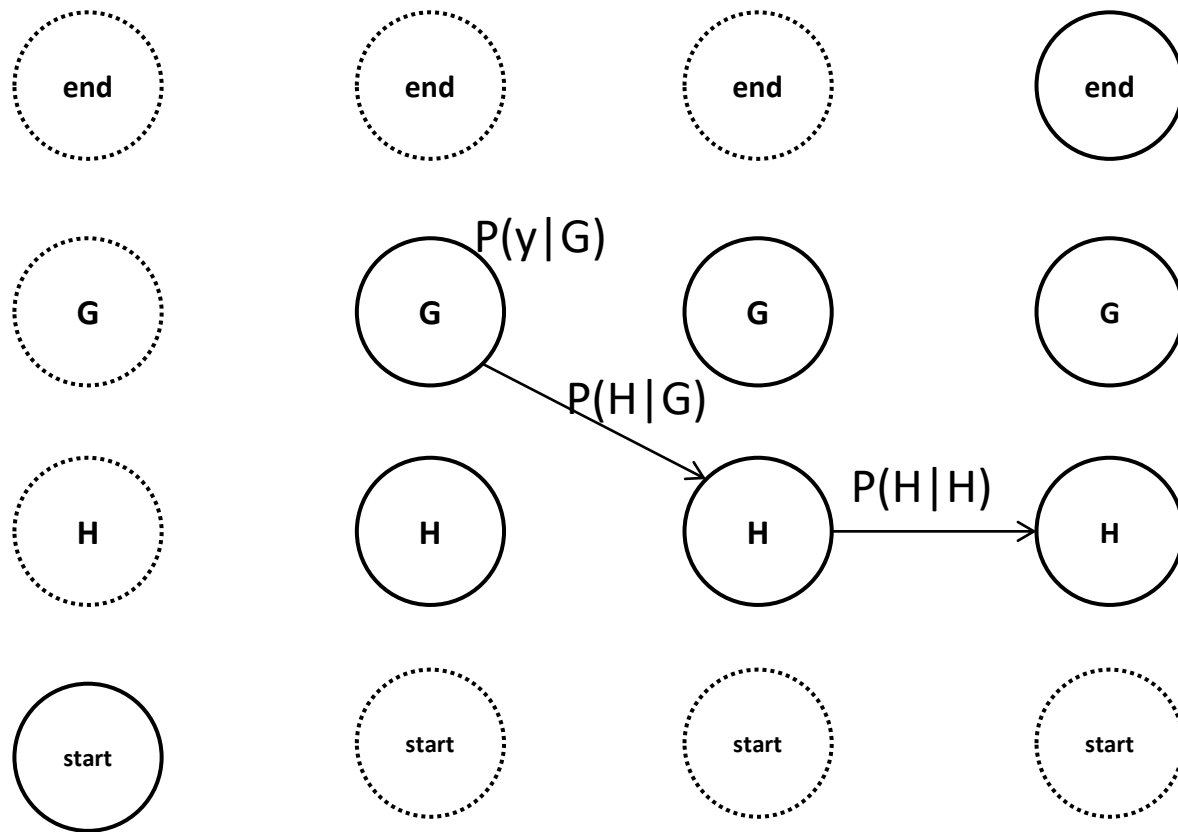 end end end end
P(y|G)
G G G G
P(H|G)
P(H|H)
H H H H
start start start start